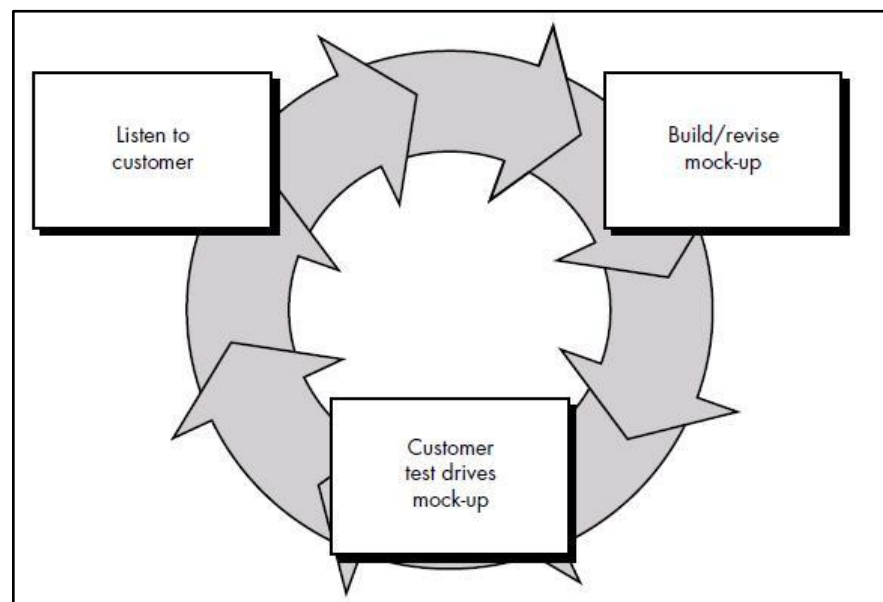 Listen to
customer
Build/revise
mock-up
Customer
test drives
mock-up